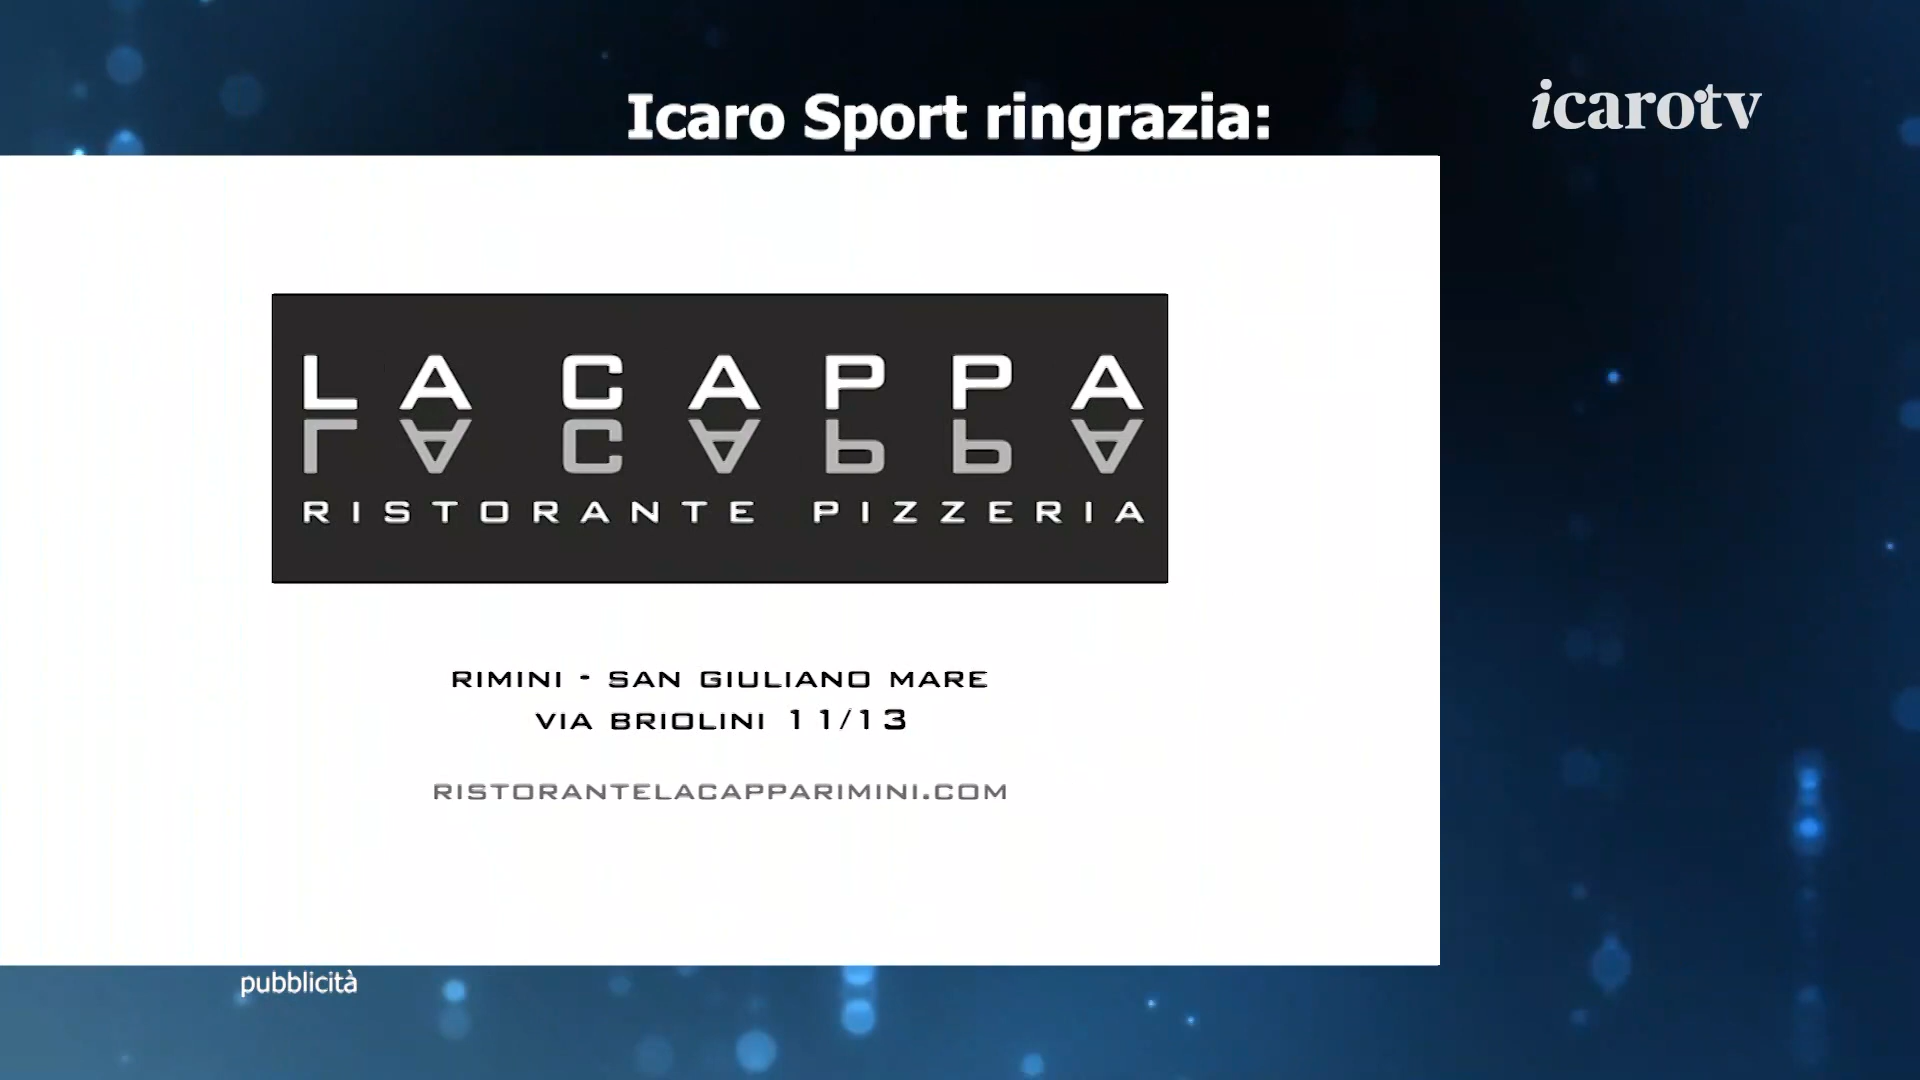 Icaro Sport ringrazia:
icarotv
LA CAPPA
RISTORANTE PIZZERIA
RIMINI - SAN GIULIANO MARE
VIA BRIOLINI 11/13
RISTORANTELACAPPARIMINI.COM
pubblicità